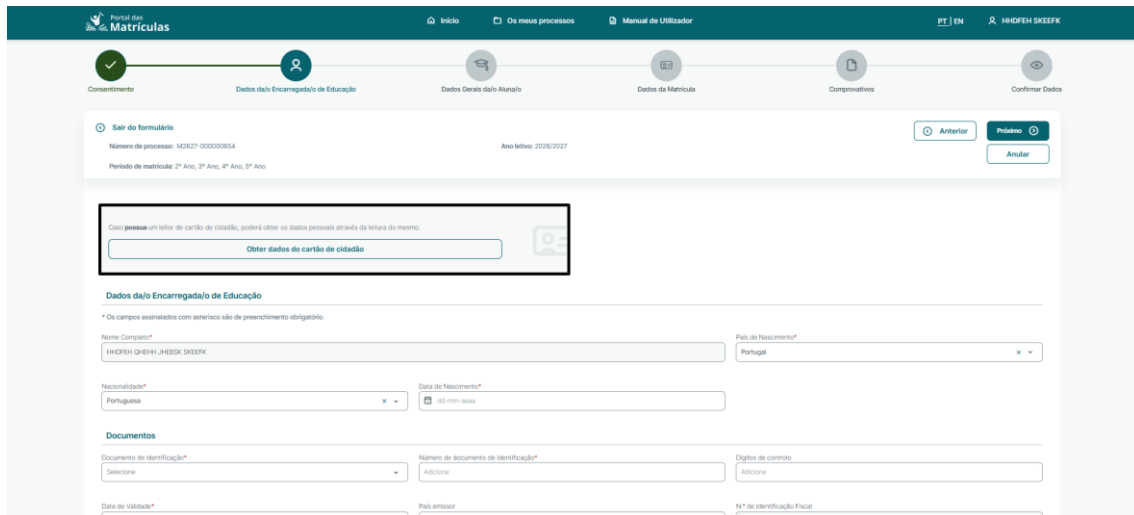 Portal das
Matrículas
Início
Os meus processos
Manual de Utilizador
PT | EN
HHDFEH SKEEFK
Consentimento
Dados da/o Encarregada/o de Educação
Dados Gerais da/o Aluna/o
Dados da Matrícula
Comprovativos
Confirmar Dados
Sair do formulário
Anterior
Próximo
Número de processo: M2627-000000654
Ano letivo: 2026/2027
Anular
Período de matrícula: 2º Ano, 3º Ano, 4º Ano, 5º Ano
Caso possua um leitor de cartão de cidadão, poderá obter os dados pessoais através da leitura do mesmo.
Obter dados do cartão de cidadão
Dados da/o Encarregada/o de Educação
* Os campos assinalados com asterisco são de preenchimento obrigatório.
Nome Completo*
País de Nascimento*
HHDFEH QHEHH JHEBSK SKEEFK
Portugal
Nacionalidade*
Data de Nascimento*
Portuguesa
dd-mm-aaaa
Documentos
Documento de identificação*
Número de documento de identificação*
Dígitos de controlo
Selecione
Adicione
Adicione
Data de Validade*
País emissor
N.º de Identificação Fiscal